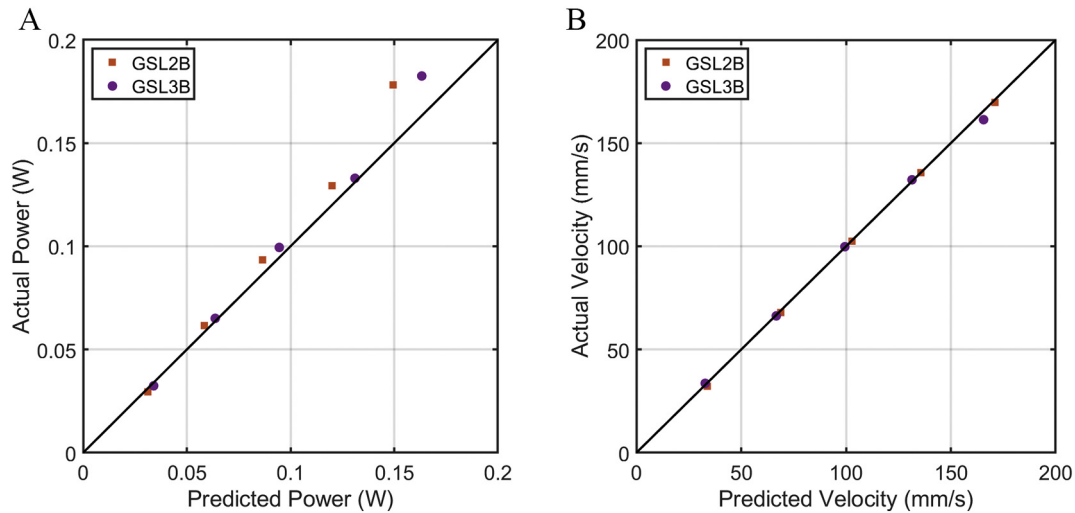 A
0.2
GSL2B
GSL3B
0.15
0.1
0.05
0
Actual Power (W)
0 0.05 0.1 0.15 0.2
Predicted Power (W)
B
200
GSL2B
GSL3B
150
100
50
0
Actual Velocity (mm/s)
0 50 100 150 200
Predicted Velocity (mm/s)